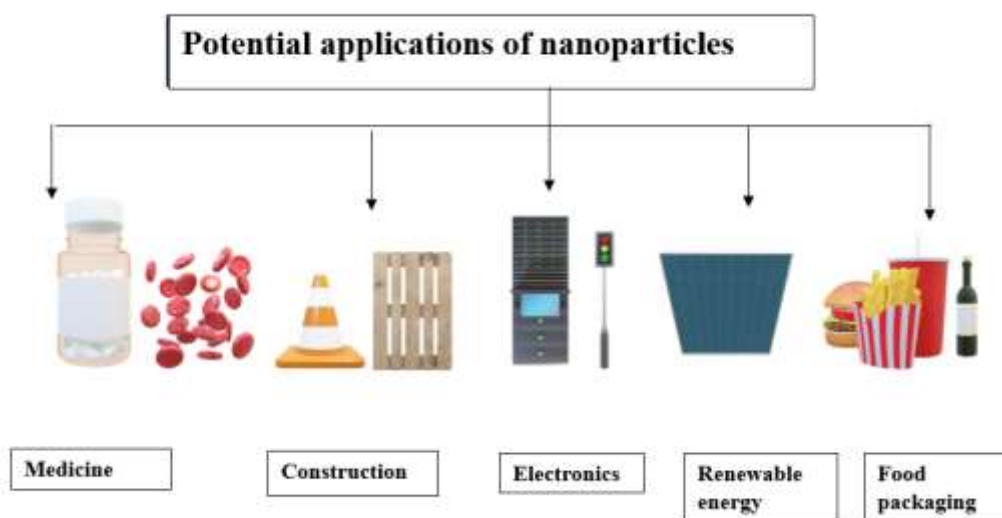 Potential applications of nanoparticles
Medicine
Construction
Electronics
Renewable
energy
Food
packaging